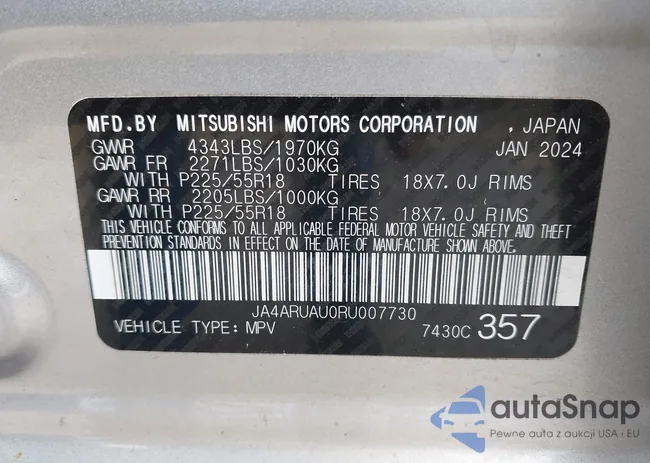 MFD.BY MITSUBISHI MOTORS CORPORATION , JAPAN
GVWR 4343LBS/1970KG JAN 2024
GAWR FR 2271LBS/1030KG
WITH P225/55R18 TIRES 18X7.0J RIMS
GAWR RR 2205LBS/1000KG
WITH P225/55R18 TIRES 18X7.0J RIMS
THIS VEHICLE CONFORMS TO ALL APPLICABLE FEDERAL MOTOR VEHICLE SAFETY AND THEFT
PREVENTION STANDARDS IN EFFECT ON THE DATE OF MANUFACTURE SHOWN ABOVE.
JA4ARUAU0RU007730
VEHICLE TYPE: MPV 7430C 357
autaSnap
Pewne auta z aukcji USA i EU